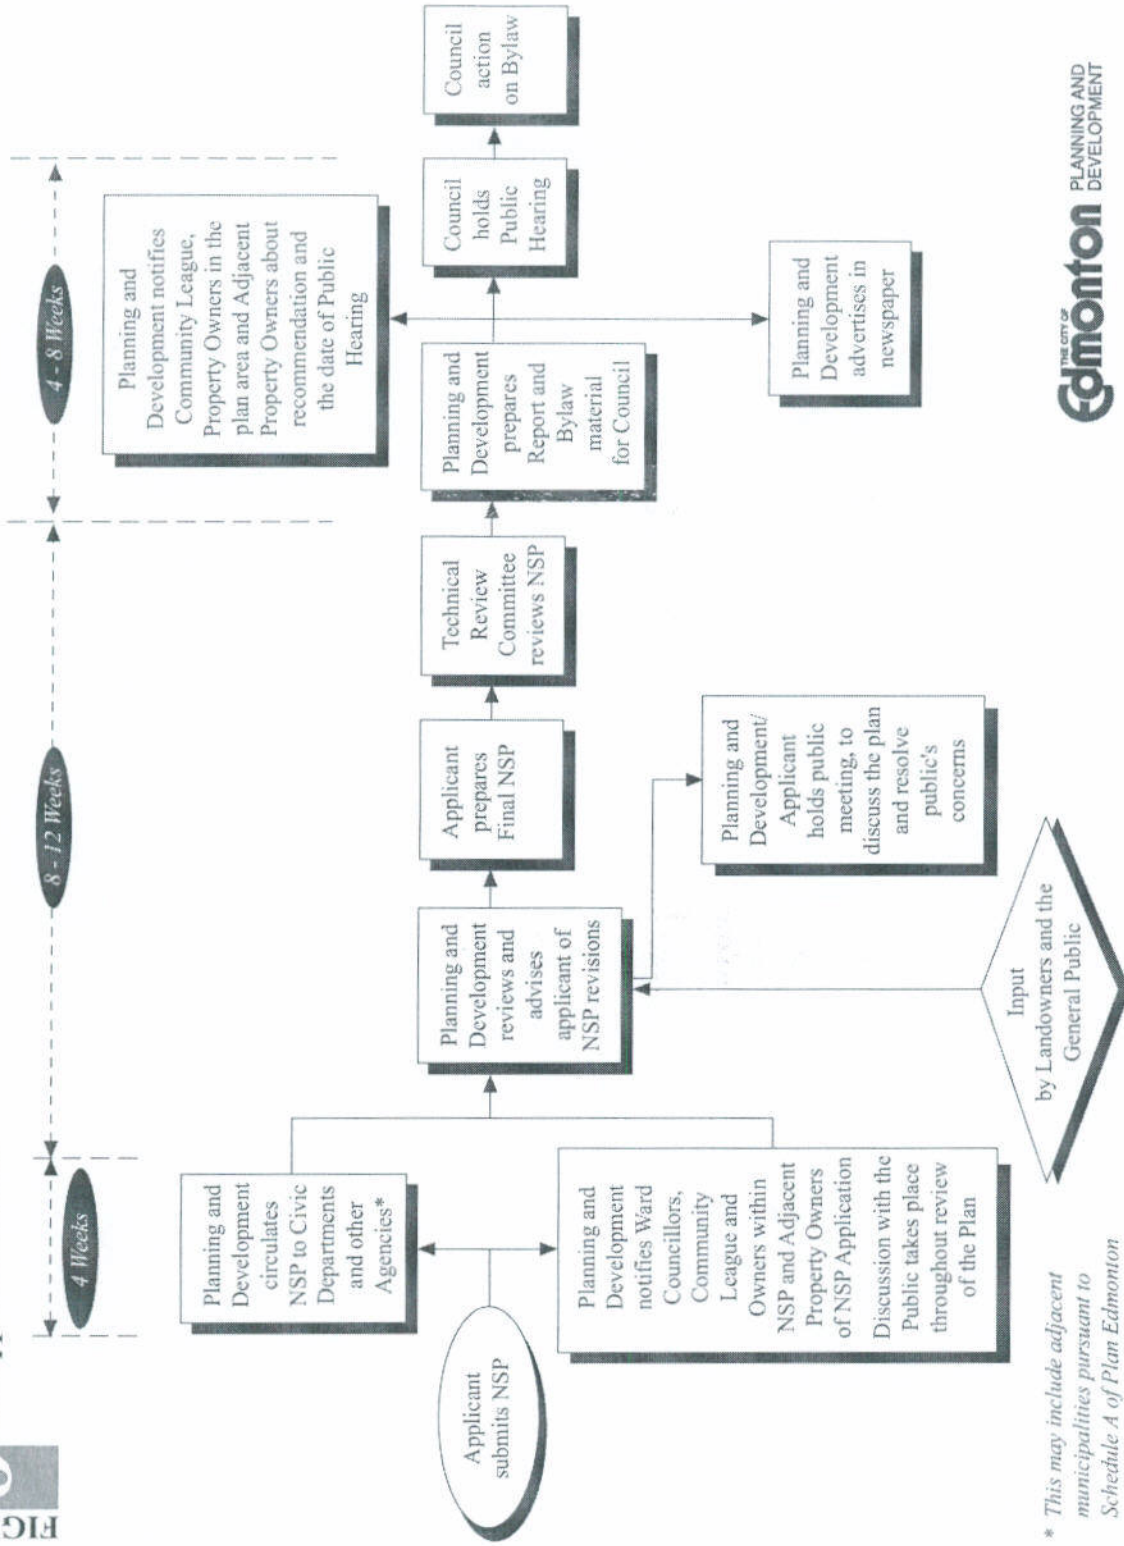 FIG
4 Weeks
8 - 12 Weeks
4 - 8 Weeks
Applicant
submits NSP
Planning and
Development
circulates
NSP to Civic
Departments
and other
Agencies*
Planning and
Development
notifies Ward
Councillors,
Community
League and
Owners within
NSP and Adjacent
Property Owners
of NSP Application
Discussion with the
Public takes place
throughout review
of the Plan
Planning and
Development
reviews and
advises
applicant of
NSP revisions
Input
by Landowners and the
General Public
Planning and
Development/
Applicant
holds public
meeting, to
discuss the plan
and resolve
public's
concerns
Applicant
prepares
Final NSP
Technical
Review
Committee
reviews NSP
Planning and
Development
prepares
Report and
Bylaw
material
for Council
Planning and
Development notifies
Community League,
Property Owners in the
plan area and Adjacent
Property Owners about
recommendation and
the date of Public
Hearing
Planning and
Development
advertises in
newspaper
Council
holds
Public
Hearing
Council
action
on Bylaw
* This may include adjacent
municipalities pursuant to
Schedule A of Plan Edmonton
THE CITY OF
Edmonton
PLANNING AND
DEVELOPMENT